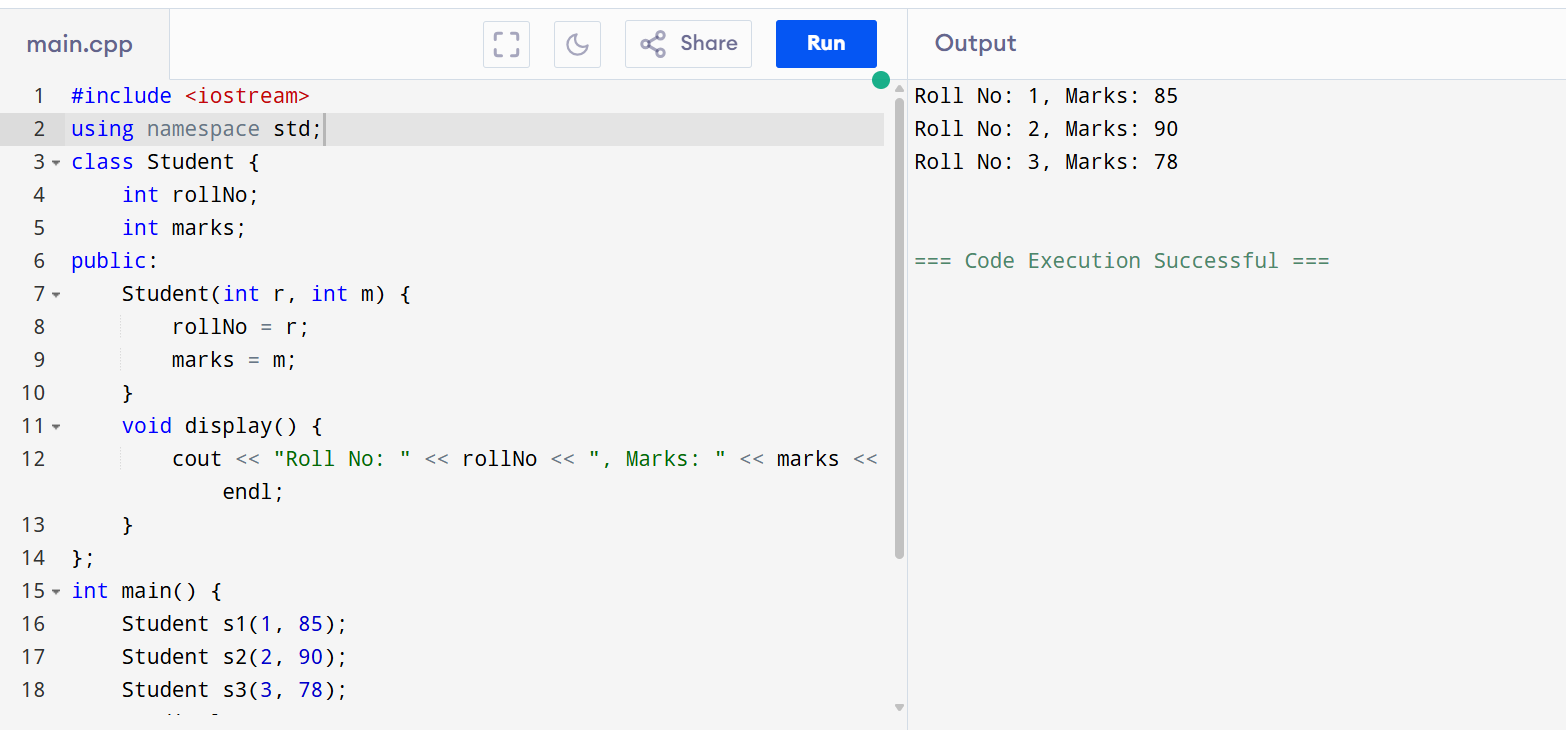 main.cpp
Share
Run
Output
1 #include <iostream>
2 using namespace std;
3 class Student {
4     int rollNo;
5     int marks;
6 public:
7     Student(int r, int m) {
8         rollNo = r;
9         marks = m;
10     }
11     void display() {
12         cout << "Roll No: " << rollNo << ", Marks: " << marks <<
            endl;
13     }
14 };
15 int main() {
16     Student s1(1, 85);
17     Student s2(2, 90);
18     Student s3(3, 78);
Roll No: 1, Marks: 85
Roll No: 2, Marks: 90
Roll No: 3, Marks: 78
=== Code Execution Successful ===